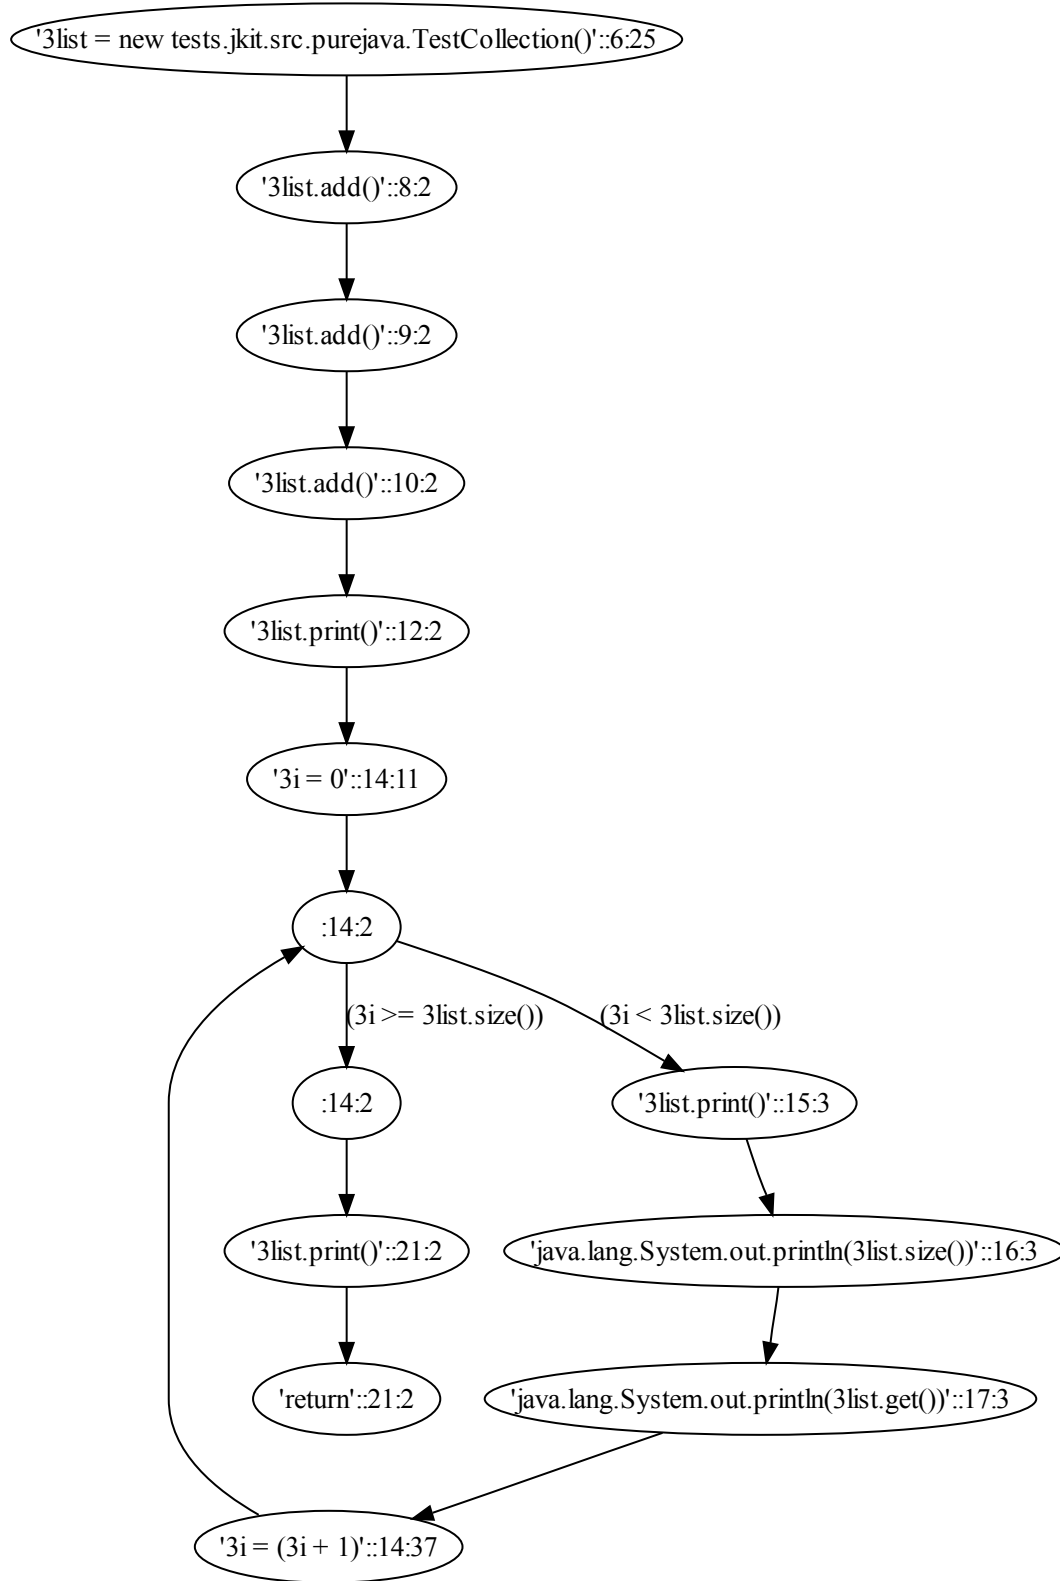 '3list = new tests.jkit.src.purejava.TestCollection()'::6:25
'3list.add()'::8:2
'3list.add()'::9:2
'3list.add()'::10:2
'3list.print()'::12:2
'3i = 0'::14:11
:14:2
(3i >= 3list.size())
(3i < 3list.size())
:14:2
'3list.print()'::15:3
'3list.print()'::21:2
'java.lang.System.out.println(3list.size())'::16:3
'return'::21:2
'java.lang.System.out.println(3list.get())'::17:3
'3i = (3i + 1)'::14:37